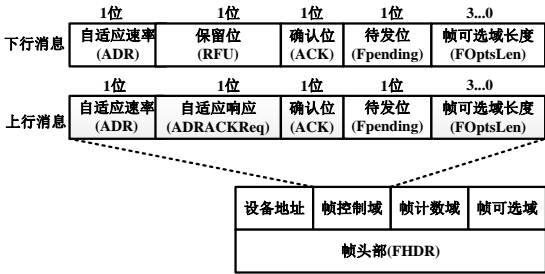 1位 1位 1位 1位 3...0
下行消息 自适应速率 保留位 确认位 待发位 帧可选域长度
(ADR) (RFU) (ACK) (Fpending) (FOptsLen)
1位 1位 1位 1位 3...0
上行消息 自适应速率 自适应响应 确认位 待发位 帧可选域长度
(ADR) (ADRACKReq) (ACK) (Fpending) (FOptsLen)
设备地址 帧控制域 帧计数域 帧可选域
帧头部(FHDR)